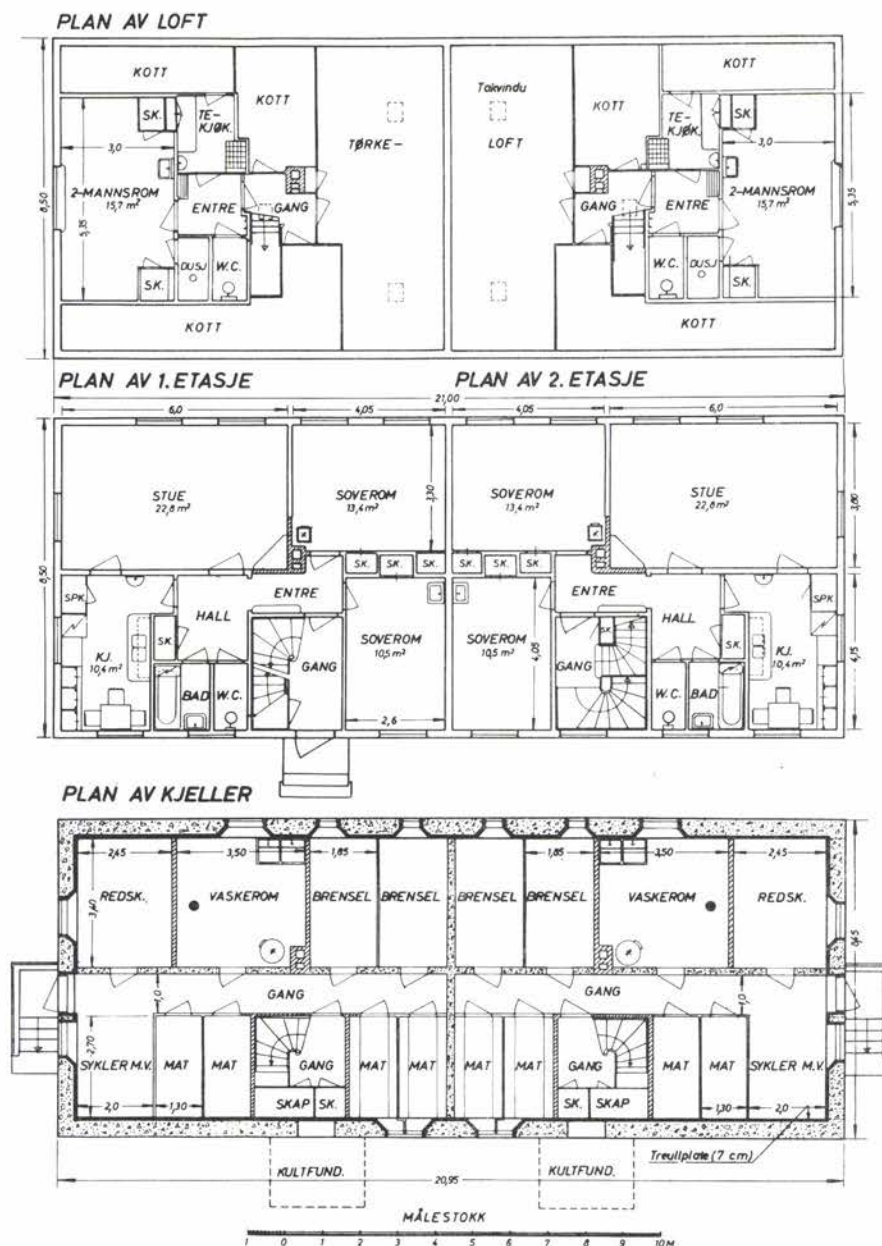 PLAN AV LOFT
KOTT
KOTT
SK.
TE-
KJØK.
3,0
2-MANNSROM
15,7 m²
5,35
ENTRE
GANG
DUSJ
W.C.
SK.
KOTT
TØRKE-
Takvindu
LOFT
KOTT
KOTT
TE-
KJØK.
SK.
3,0
2-MANNSROM
15,7 m²
5,35
GANG
ENTRE
W.C.
DUSJ
SK.
KOTT
8,50
PLAN AV 1. ETASJE
PLAN AV 2. ETASJE
21,00
6,0
4,05
4,05
6,0
8,50
STUE
22,8 m²
SOVEROM
13,4 m²
3,30
SOVEROM
13,4 m²
STUE
22,8 m²
3,80
SK.
SK.
SK.
SK.
SK.
SK.
SPK.
HALL
ENTRE
ENTRE
HALL
SPK.
SK.
SK.
SK.
KJ.
10,4 m²
BAD
W.C.
GANG
SOVEROM
10,5 m²
2,6
SOVEROM
10,5 m²
4,05
GANG
W.C.
BAD
KJ.
10,4 m²
4,15
PLAN AV KJELLER
2,45
3,50
1,85
1,85
3,50
2,45
REDSK.
3,40
VASKEROM
BRENSEL
BRENSEL
BRENSEL
BRENSEL
VASKEROM
REDSK.
8,45
1,0
GANG
GANG
1,0
2,70
SYKLER M.V.
MAT
MAT
GANG
MAT
MAT
MAT
MAT
GANG
MAT
MAT
SYKLER M.V.
2,0
1,30
SKAP
SK.
SK.
SKAP
1,30
2,0
Treullplate (7 cm)
KULTFUND.
20,95
KULTFUND.
MÅLESTOKK
1 0 1 2 3 4 5 6 7 8 9 10 M